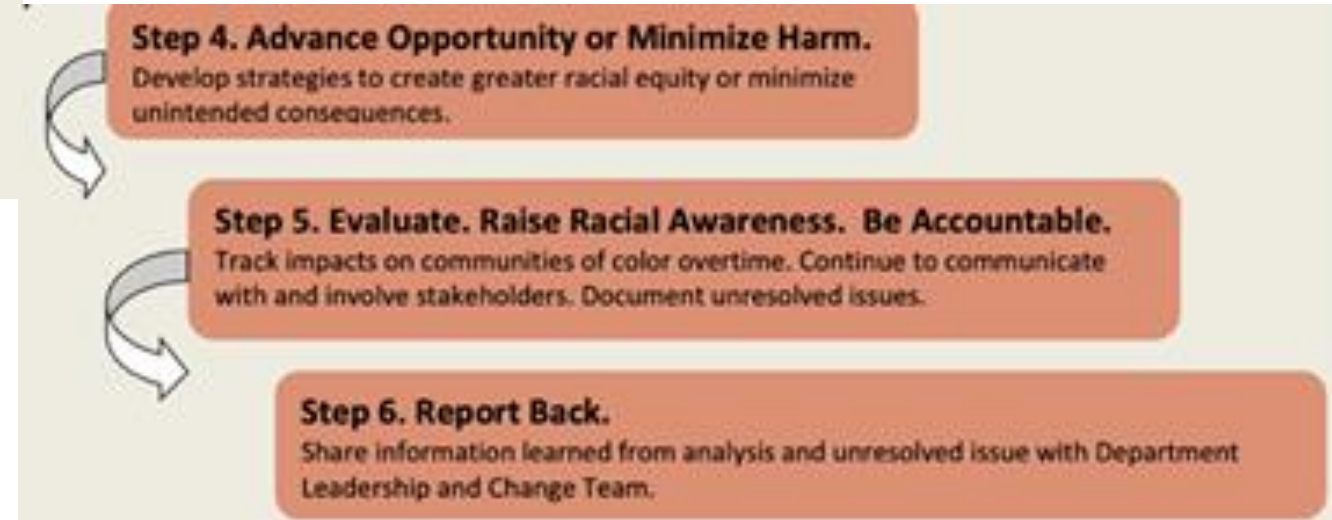 Step 4. Advance Opportunity or Minimize Harm.
Develop strategies to create greater racial equity or minimize
unintended consequences.
Step 5. Evaluate. Raise Racial Awareness.  Be Accountable.
Track impacts on communities of color overtime. Continue to communicate
with and involve stakeholders. Document unresolved issues.
Step 6. Report Back.
Share information learned from analysis and unresolved issue with Department
Leadership and Change Team.